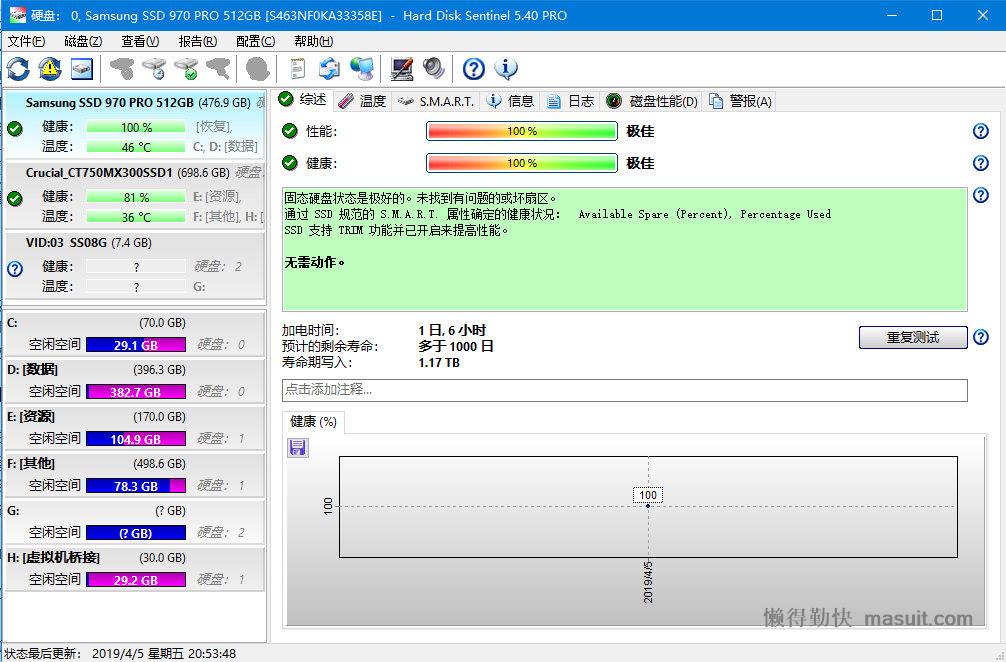 硬盘： 0, Samsung SSD 970 PRO 512GB [S463NF0KA33358E] - Hard Disk Sentinel 5.40 PRO
文件(F) 磁盘(Z) 查看(V) 报告(R) 配置(C) 帮助(H)
Samsung SSD 970 PRO 512GB (476.9 GB)
健康： 100 % [恢复],
温度： 46 °C C:, D: [数据]
Crucial_CT750MX300SSD1 (698.6 GB) 硬盘:
健康： 81 % E: [资源],
温度： 36 °C F: [其他], H: [
VID:03 SS08G (7.4 GB)
健康： ? 硬盘： 2
温度： ? G:
C: (70.0 GB)
空闲空间 29.1 GB 硬盘： 0
D: [数据] (396.3 GB)
空闲空间 382.7 GB 硬盘： 0
E: [资源] (170.0 GB)
空闲空间 104.9 GB 硬盘： 1
F: [其他] (498.6 GB)
空闲空间 78.3 GB 硬盘： 1
G: (? GB)
空闲空间 (? GB) 硬盘： 2
H: [虚拟机桥接] (30.0 GB)
空闲空间 29.2 GB 硬盘： 1
综述 温度 S.M.A.R.T. 信息 日志 磁盘性能(D) 警报(A)
性能： 100 % 极佳
健康： 100 % 极佳
固态硬盘状态是极好的。未找到有问题的或坏扇区。
通过 SSD 规范的 S.M.A.R.T. 属性确定的健康状况： Available Spare (Percent), Percentage Used
SSD 支持 TRIM 功能并已开启来提高性能。
无需动作。
加电时间： 1 日, 6 小时
预计的剩余寿命： 多于 1000 日
寿命期写入： 1.17 TB
重复测试
点击添加注释...
健康 (%)
100
100
2019/4/5
懒得勤快 masuit.com
状态最后更新： 2019/4/5 星期五 20:53:48